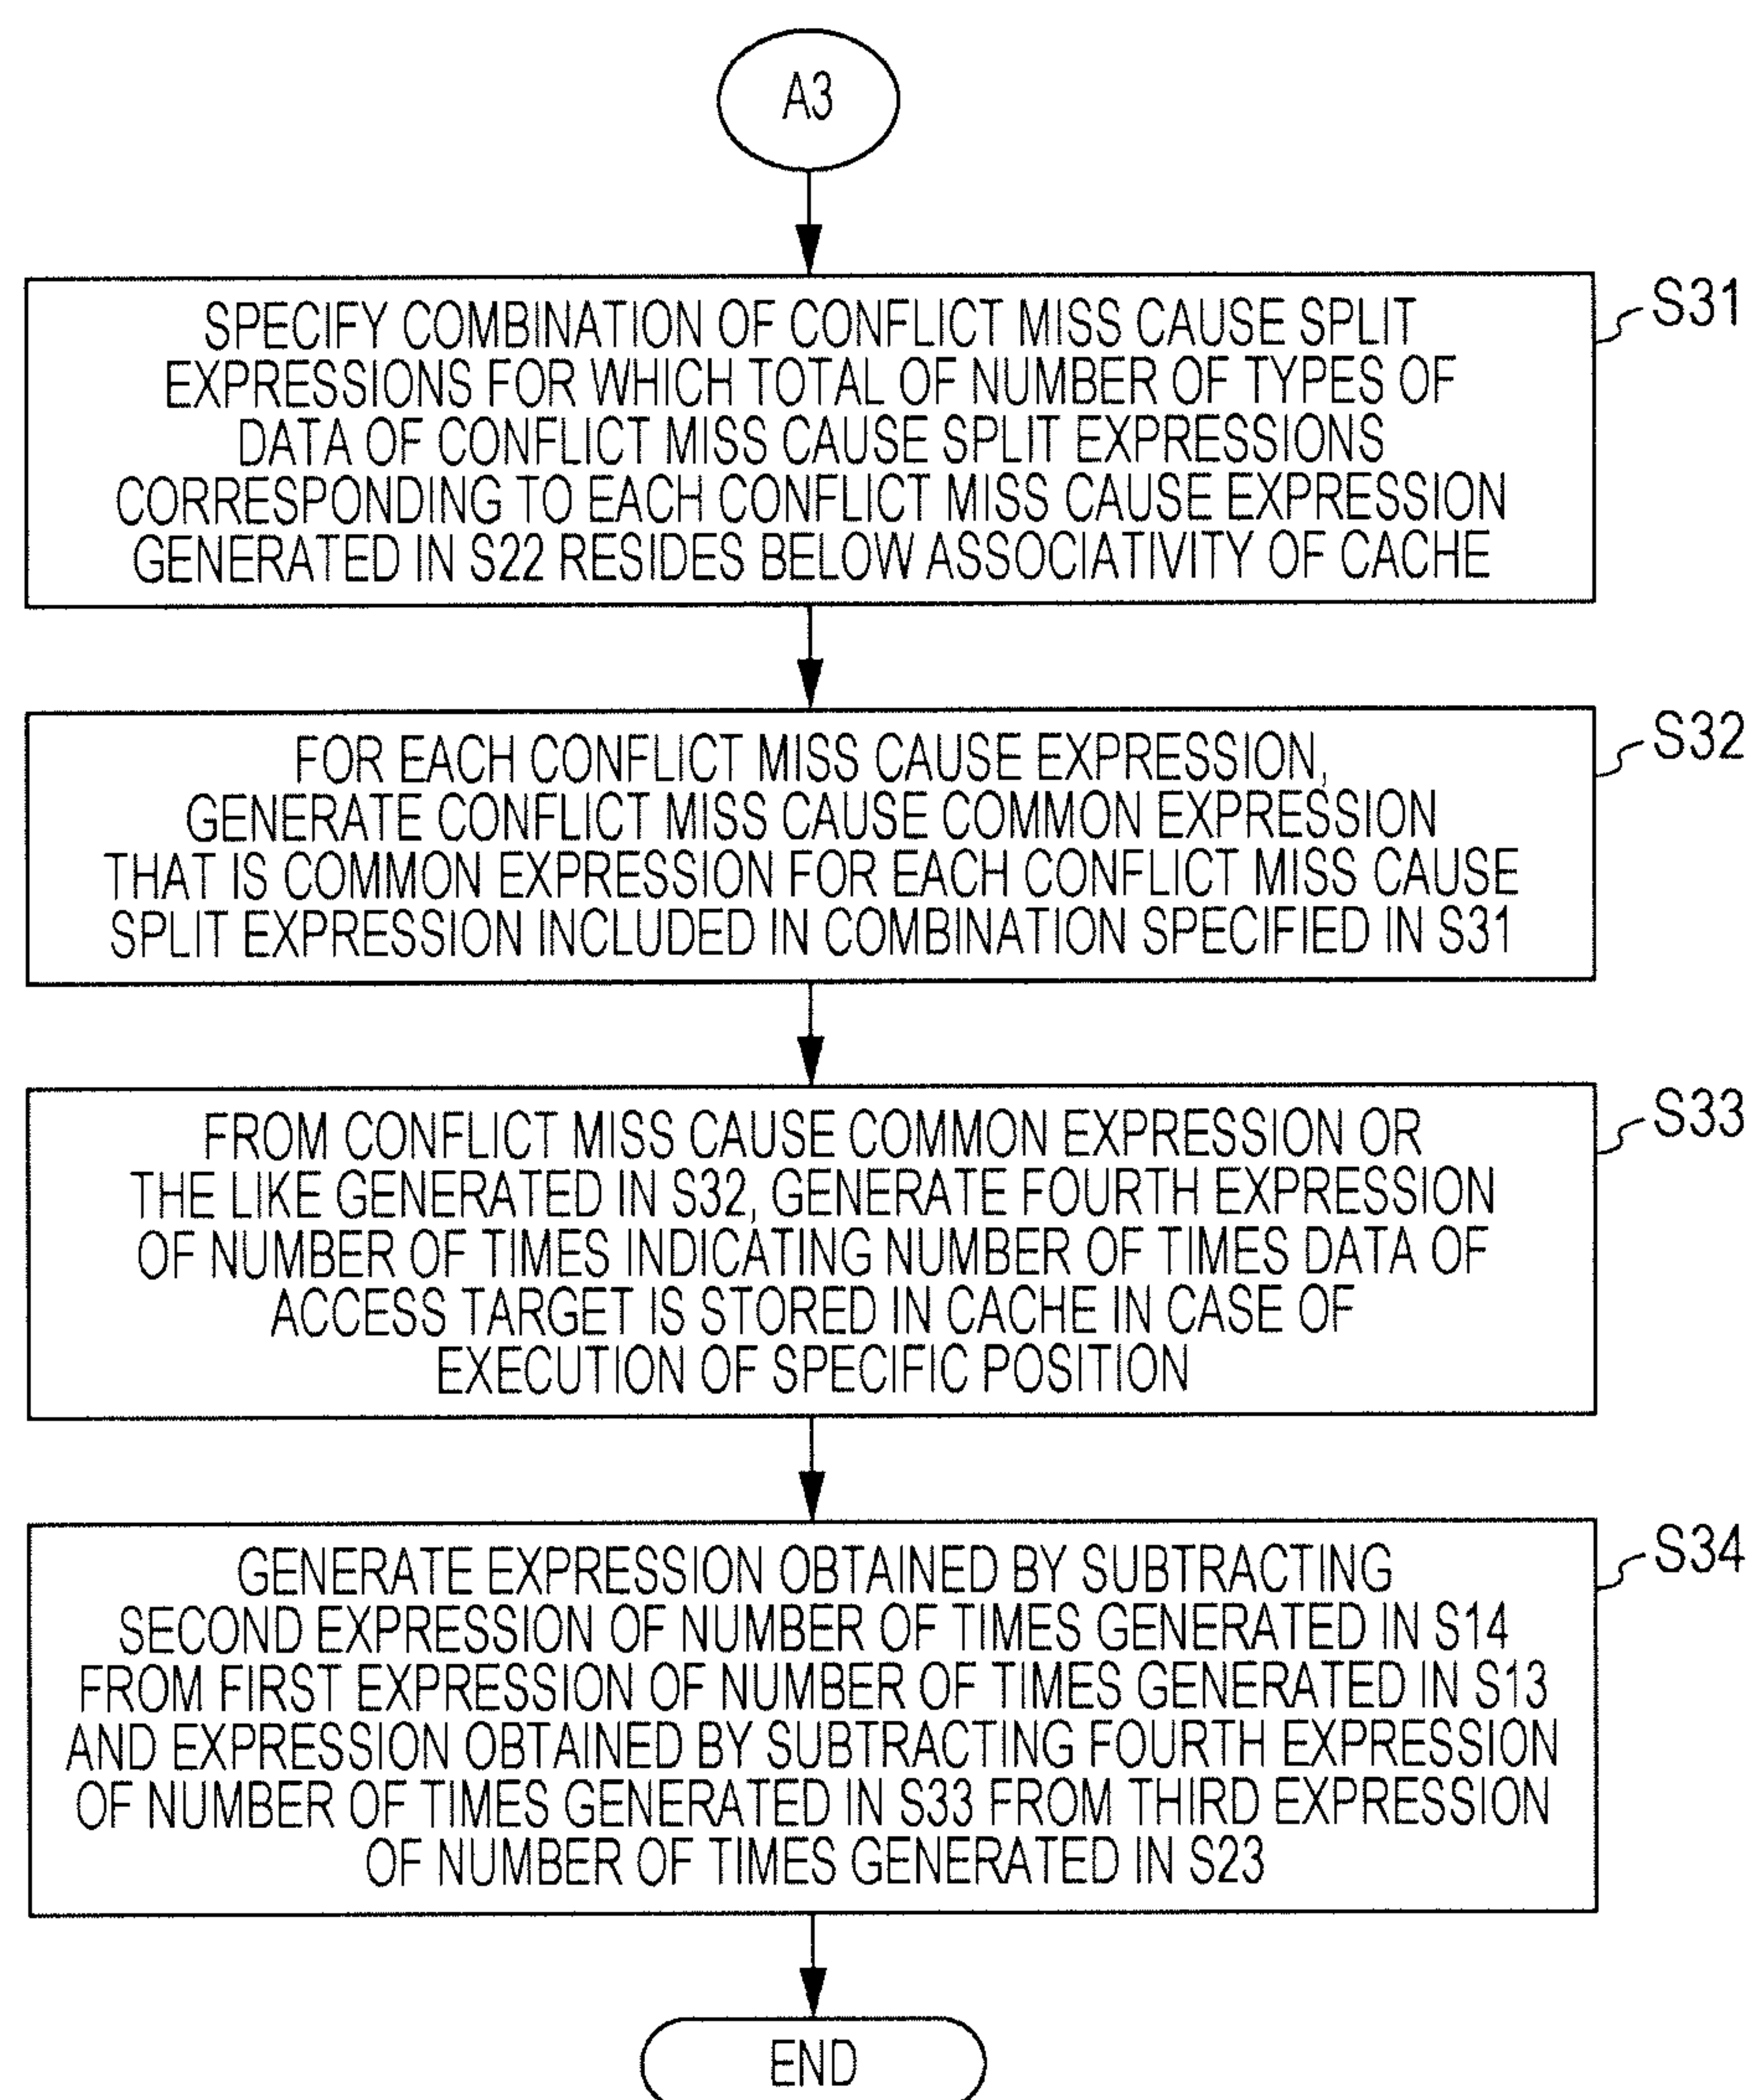 A3
SPECIFY COMBINATION OF CONFLICT MISS CAUSE SPLIT
EXPRESSIONS FOR WHICH TOTAL OF NUMBER OF TYPES OF
DATA OF CONFLICT MISS CAUSE SPLIT EXPRESSIONS
CORRESPONDING TO EACH CONFLICT MISS CAUSE EXPRESSION
GENERATED IN S22 RESIDES BELOW ASSOCIATIVITY OF CACHE
S31
FOR EACH CONFLICT MISS CAUSE EXPRESSION,
GENERATE CONFLICT MISS CAUSE COMMON EXPRESSION
THAT IS COMMON EXPRESSION FOR EACH CONFLICT MISS CAUSE
SPLIT EXPRESSION INCLUDED IN COMBINATION SPECIFIED IN S31
S32
FROM CONFLICT MISS CAUSE COMMON EXPRESSION OR
THE LIKE GENERATED IN S32, GENERATE FOURTH EXPRESSION
OF NUMBER OF TIMES INDICATING NUMBER OF TIMES DATA OF
ACCESS TARGET IS STORED IN CACHE IN CASE OF
EXECUTION OF SPECIFIC POSITION
S33
GENERATE EXPRESSION OBTAINED BY SUBTRACTING
SECOND EXPRESSION OF NUMBER OF TIMES GENERATED IN S14
FROM FIRST EXPRESSION OF NUMBER OF TIMES GENERATED IN S13
AND EXPRESSION OBTAINED BY SUBTRACTING FOURTH EXPRESSION
OF NUMBER OF TIMES GENERATED IN S33 FROM THIRD EXPRESSION
OF NUMBER OF TIMES GENERATED IN S23
S34
END